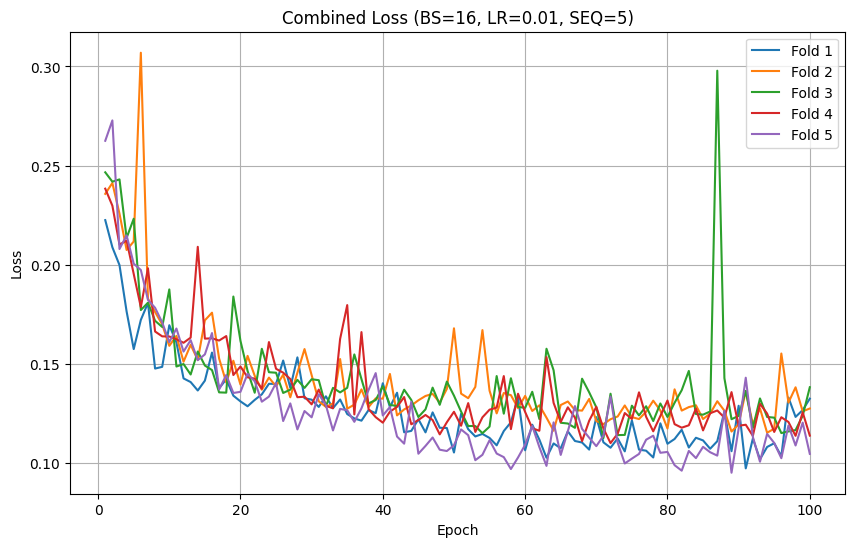 Combined Loss (BS=16, LR=0.01, SEQ=5)
Fold 1
Fold 2
Fold 3
Fold 4
Fold 5
Loss
0.30
0.25
0.20
0.15
0.10
0
20
40
60
80
100
Epoch